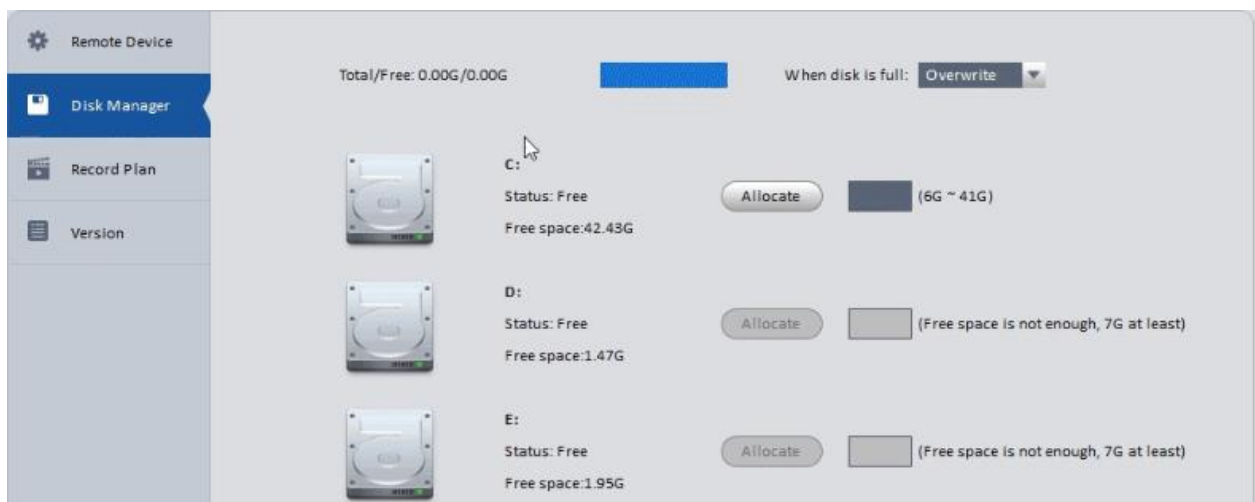 Remote Device
Disk Manager
Record Plan
Version
Total/Free: 0.00G/0.00G
When disk is full: Overwrite
C:
Status: Free
Allocate
(6G ~ 41G)
Free space:42.43G
D:
Status: Free
Allocate
(Free space is not enough, 7G at least)
Free space:1.47G
E:
Status: Free
Allocate
(Free space is not enough, 7G at least)
Free space:1.95G